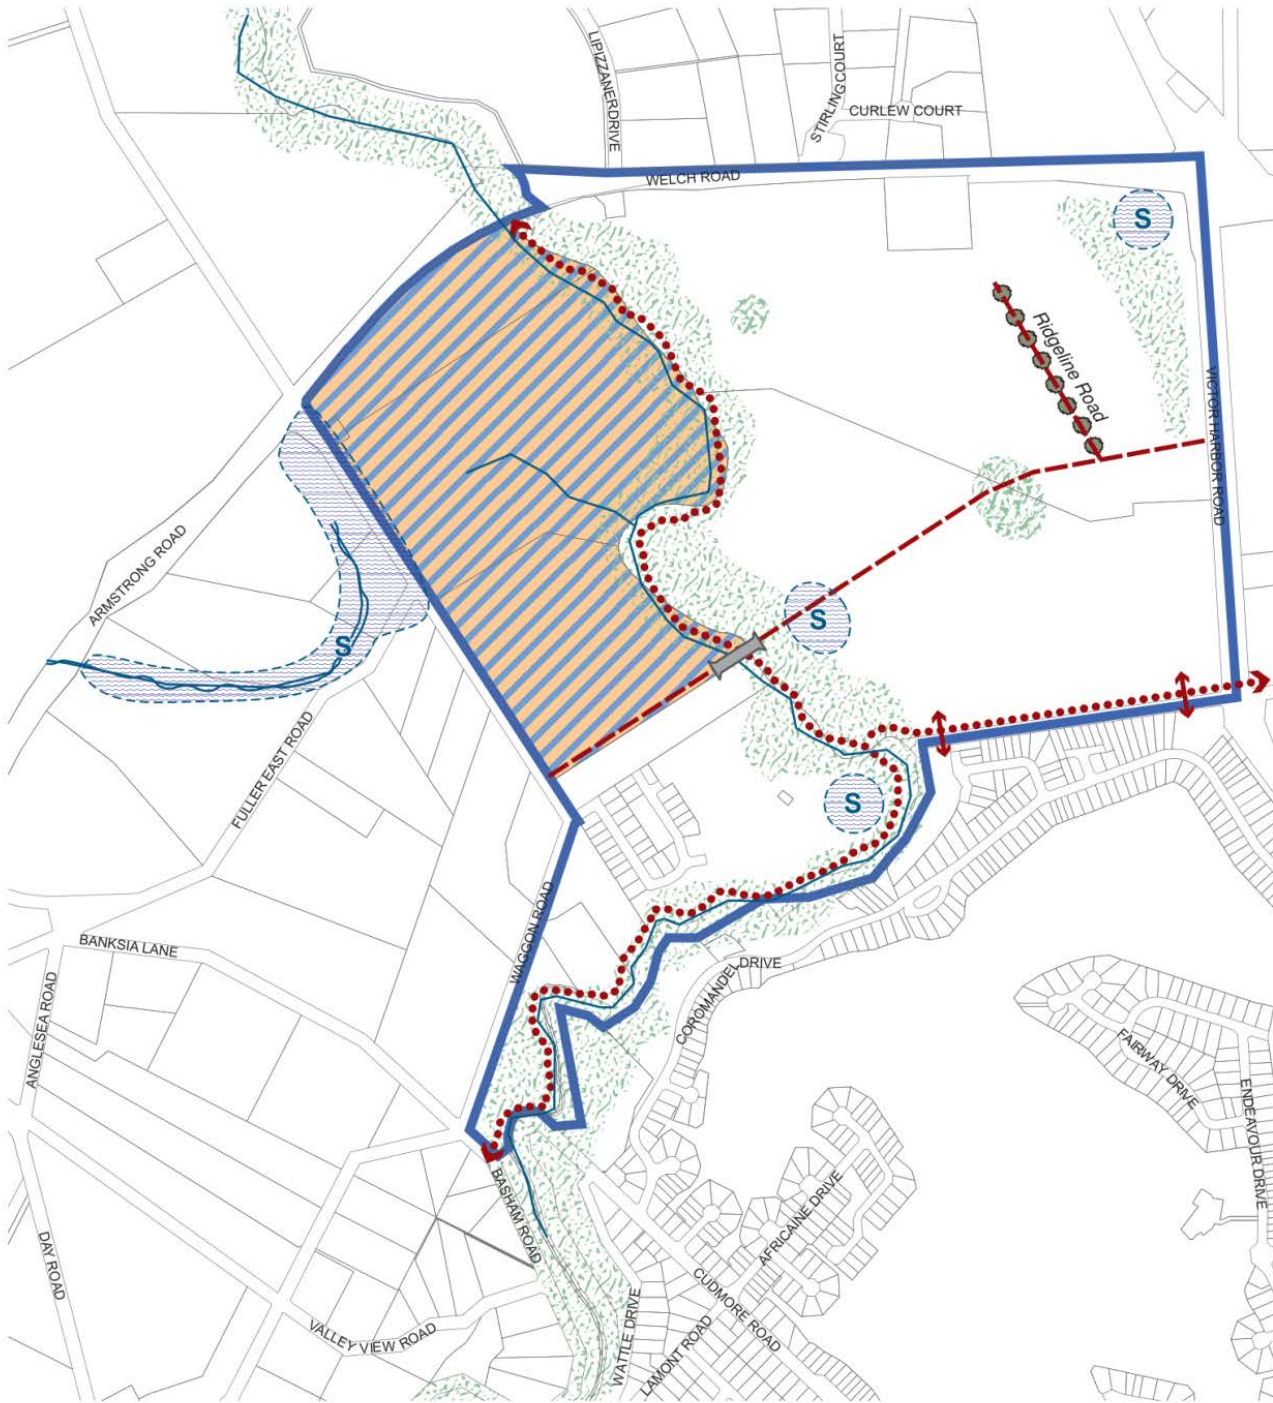 LIPIZZANERDRIVE
STIRLINGCOURT
CURLEW COURT
WELCH ROAD
S
Ridgeline Road
VICTOR HARBOR ROAD
ARMSTRONG ROAD
S
S
FULLER EAST ROAD
S
WAGGON ROAD
BANKSIA LANE
ANGLESEA ROAD
COROMANDEL DRIVE
FAIRWAY DRIVE
ENDEAVOUR DRIVE
BASHAM ROAD
AFRICAINE DRIVE
DAY ROAD
CUDMORE ROAD
VALLEY VIEW ROAD
WATTLE DRIVE
LAMONT ROAD